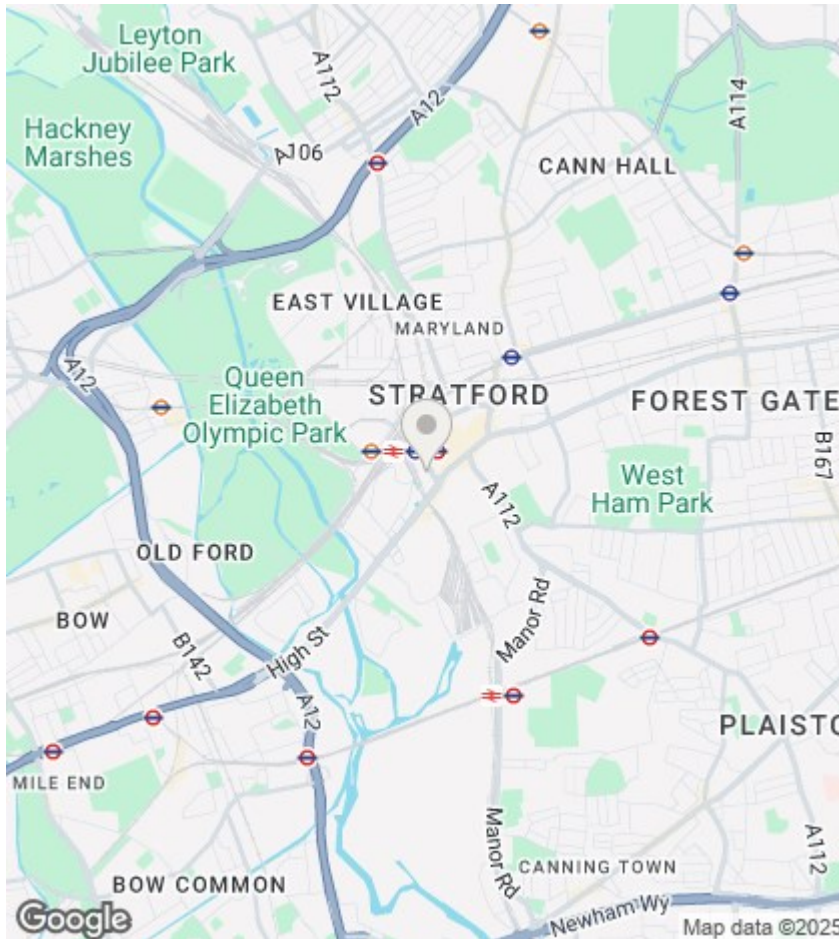 Leyton
Jubilee Park
A112
A12
A114
Hackney
Marshes
A106
CANN HALL
EAST VILLAGE
MARYLAND
A12
Queen
Elizabeth
Olympic Park
STRATFORD
FOREST GATE
B167
West
Ham Park
A112
OLD FORD
BOW
Manor Rd
High St
B142
A12
PLAISTO
MILE END
Manor Rd
A112
CANNING TOWN
BOW COMMON
Newham Wy
Google
Map data ©2025